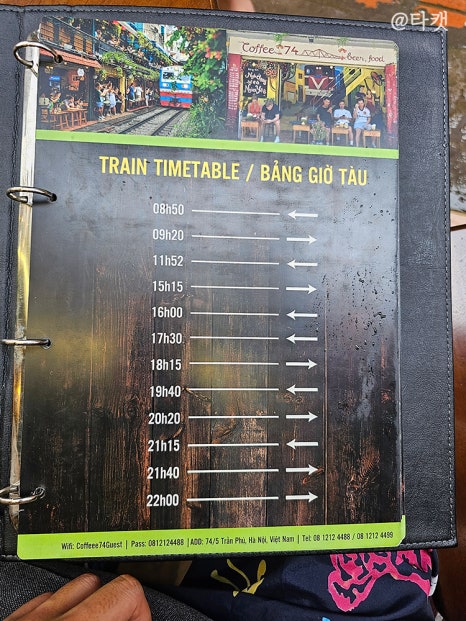 @타캣
Coffee 74
Beer, food.
TRAIN TIMETABLE / BẢNG GIỜ TÀU
08h50
09h20
11h52
15h15
16h00
17h30
18h15
19h40
20h20
21h15
21h40
22h00
Wifi: Coffeee74Guest | Pass: 0812124488 |ADD: 74/5 Trần Phú, Hà Nội, Việt Nam | Tel: 08 1212 4488 / 08 1212 4499